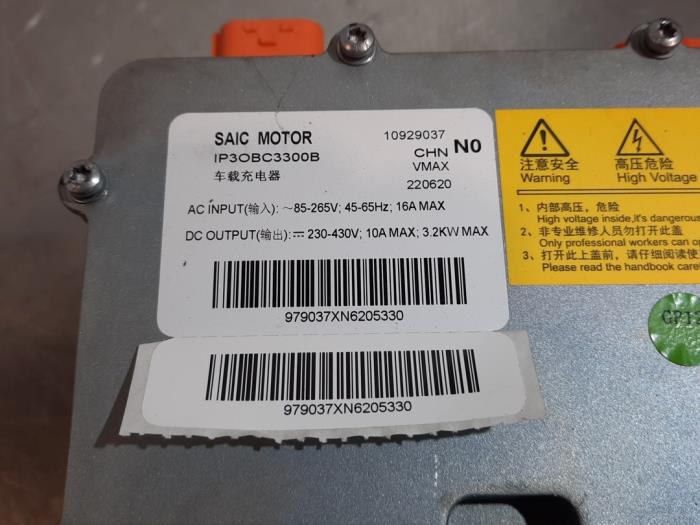 SAIC MOTOR
10929037
IP3OBC3300B
CHN
N0
车载充电器
VMAX
220620
AC INPUT(输入): ~85-265V; 45-65Hz; 16A MAX
DC OUTPUT(输出): ⎓ 230-430V; 10A MAX; 3.2KW MAX
979037XN6205330
979037XN6205330
注意安全
高压危险
Warning
High Voltage
1、内部高压，危险
High voltage inside,it's dangerous
2、非专业维修人员勿打开此盖
Only professional workers can
3、打开此上盖前，请仔细阅读使
Please read the handbook